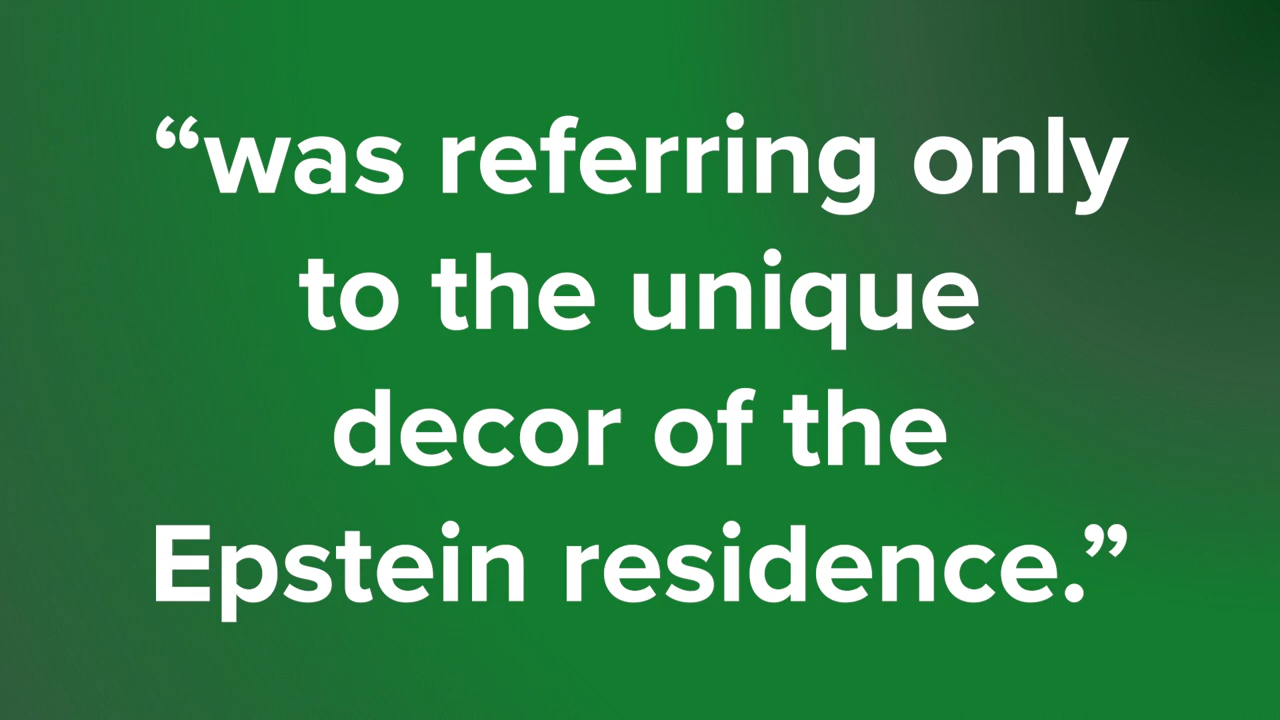 “was referring only
to the unique
decor of the
Epstein residence.”